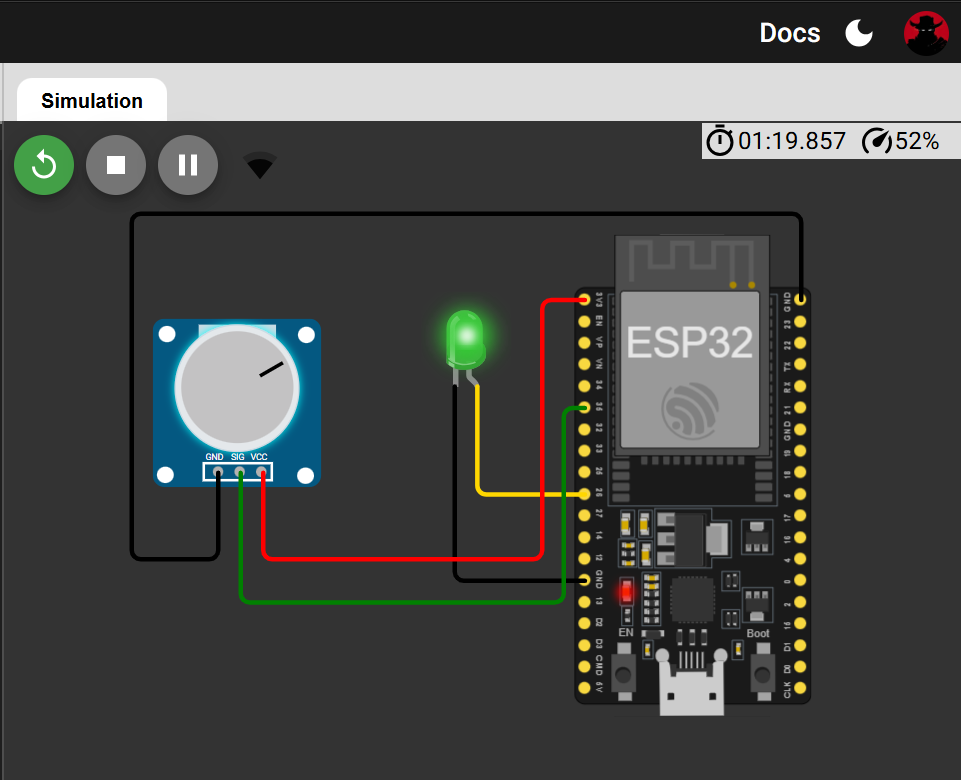 Docs
Simulation
01:19.857 52%
ESP32
GND SIG VCC
3V3
EN
VP
VN
34
35
32
33
25
26
27
14
12
GND
13
D2
D3
CMD
5V
GND
23
22
TX
RX
21
GND
19
18
5
17
16
4
0
2
15
D1
D0
CLK
EN
Boot